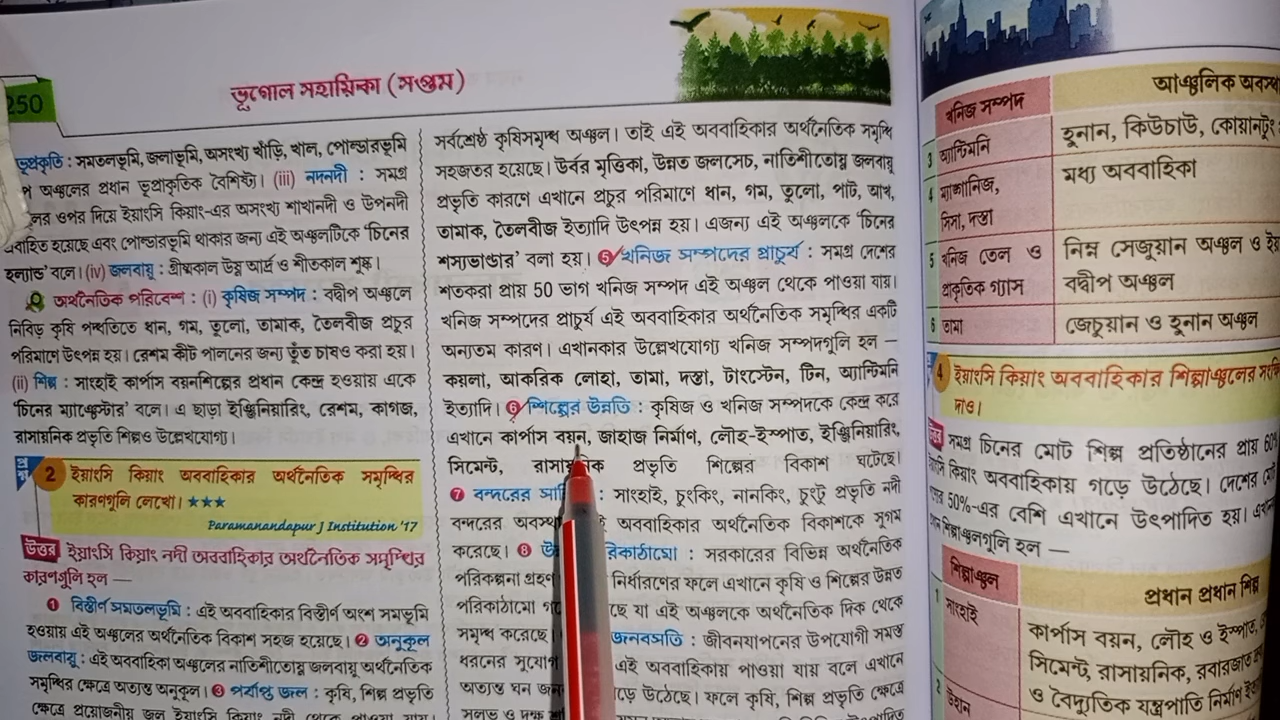 250
ভূগোল সহায়িকা (সপ্তম)
ভূপ্রকৃতি : সমতলভূমি, জলাভূমি, অসংখ্য খাঁড়ি, খাল, পোল্ডারভূমি
অঞ্চলের প্রধান ভূপ্রাকৃতিক বৈশিষ্ট্য। (iii) নদনদী : সমগ্র
ওপর দিয়ে ইয়াংসি কিয়াং-এর অসংখ্য শাখানদী ও উপনদী
প্রবাহিত হয়েছে এবং পোল্ডারভূমি থাকার জন্য এই অঞ্চলটিকে 'চিনের
হল্যান্ড' বলে। (iv) জলবায়ু : গ্রীষ্মকাল উষ্ণ আর্দ্র ও শীতকাল শুষ্ক।
অর্থনৈতিক পরিবেশ : (i) কৃষিজ সম্পদ : বদ্বীপ অঞ্চলে
নিবিড় কৃষি পদ্ধতিতে ধান, গম, তুলো, তামাক, তৈলবীজ প্রচুর
পরিমাণে উৎপন্ন হয়। রেশম কীট পালনের জন্য তুঁত চাষও করা হয়।
(ii) শিল্প : সাংহাই কার্পাস বয়নশিল্পের প্রধান কেন্দ্র হওয়ায় একে
'চিনের ম্যাঞ্চেস্টার' বলে। এ ছাড়া ইঞ্জিনিয়ারিং, রেশম, কাগজ,
রাসায়নিক প্রভৃতি শিল্পও উল্লেখযোগ্য।
প্রশ্ন 2 ইয়াংসি কিয়াং অববাহিকার অর্থনৈতিক সমৃদ্ধির
কারণগুলি লেখো। ★★★
Paramanandapur J Institution '17
উত্তর ইয়াংসি কিয়াং নদী অববাহিকার অর্থনৈতিক সমৃদ্ধির
কারণগুলি হল —
1 বিস্তীর্ণ সমতলভূমি : এই অববাহিকার বিস্তীর্ণ অংশ সমভূমি
হওয়ায় এই অঞ্চলের অর্থনৈতিক বিকাশ সহজ হয়েছে। 2 অনুকূল
জলবায়ু : এই অববাহিকা অঞ্চলের নাতিশীতোষ্ণ জলবায়ু অর্থনৈতিক
সমৃদ্ধির ক্ষেত্রে অত্যন্ত অনুকূল। 3 পর্যাপ্ত জল : কৃষি, শিল্প প্রভৃতি
ক্ষেত্রে প্রয়োজনীয় জল ইয়াংসি কিয়াং নদী থেকে পাওয়া যায়।
সর্বশ্রেষ্ঠ কৃষিসমৃদ্ধ অঞ্চল। তাই এই অববাহিকার অর্থনৈতিক সমৃদ্ধি
সহজতর হয়েছে। উর্বর মৃত্তিকা, উন্নত জলসেচ, নাতিশীতোষ্ণ জলবায়ু
প্রভৃতি কারণে এখানে প্রচুর পরিমাণে ধান, গম, তুলো, পাট, আখ,
তামাক, তৈলবীজ ইত্যাদি উৎপন্ন হয়। এজন্য এই অঞ্চলকে 'চিনের
শস্যভাণ্ডার' বলা হয়। 5 খনিজ সম্পদের প্রাচুর্য : সমগ্র দেশের
শতকরা প্রায় 50 ভাগ খনিজ সম্পদ এই অঞ্চল থেকে পাওয়া যায়।
খনিজ সম্পদের প্রাচুর্য এই অববাহিকার অর্থনৈতিক সমৃদ্ধির একটি
অন্যতম কারণ। এখানকার উল্লেখযোগ্য খনিজ সম্পদগুলি হল —
কয়লা, আকরিক লোহা, তামা, দস্তা, টাংস্টেন, টিন, অ্যান্টিমনি
ইত্যাদি। 6 শিল্পের উন্নতি : কৃষিজ ও খনিজ সম্পদকে কেন্দ্র করে
এখানে কার্পাস বয়ন, জাহাজ নির্মাণ, লৌহ-ইস্পাত, ইঞ্জিনিয়ারিং,
সিমেন্ট, রাসায়নিক প্রভৃতি শিল্পের বিকাশ ঘটেছে।
7 বন্দরের : সাংহাই, চুংকিং, নানকিং, চুংটু প্রভৃতি নদী
বন্দরের অববাহিকার অর্থনৈতিক বিকাশকে সুগম
করেছে। 8 : সরকারের বিভিন্ন অর্থনৈতিক
পরিকল্পনা নির্ধারণের ফলে এখানে কৃষি ও শিল্পের উন্নত
পরিকাঠামো যা এই অঞ্চলকে অর্থনৈতিক দিক থেকে
সমৃদ্ধ করেছে। জনবসতি : জীবনযাপনের উপযোগী সমস্ত
ধরনের এই অববাহিকায় পাওয়া যায় বলে এখানে
অত্যন্ত ঘন গড়ে উঠেছে। ফলে কৃষি, শিল্প প্রভৃতি ক্ষেত্রে
সুলভ ও দক্ষ
খনিজ সম্পদ আঞ্চলিক
3 অ্যান্টিমনি হুনান, কিউচাউ,
4 ম্যাঙ্গানিজ, সিসা, দস্তা মধ্য অববাহিকা
5 খনিজ তেল ও প্রাকৃতিক গ্যাস নিম্ন সেজুয়ান অঞ্চল ও
বদ্বীপ অঞ্চল
6 তামা জেচুয়ান ও হুনান অঞ্চল
4 ইয়াংসি কিয়াং অববাহিকার শিল্পাঞ্চলের
দাও।
উত্তর সমগ্র চিনের মোট শিল্প প্রতিষ্ঠানের প্রায় 60
কিয়াং অববাহিকায় গড়ে উঠেছে। দেশের
50%-এর বেশি এখানে উৎপাদিত হয়।
শিল্পাঞ্চলগুলি হল —
শিল্পাঞ্চল প্রধান প্রধান শিল্প
1 সাংহাই কার্পাস বয়ন, লৌহ ও ইস্পাত,
সিমেন্ট, রাসায়নিক,
ও বৈদ্যুতিক যন্ত্রপাতি নির্মাণ
2 উহান